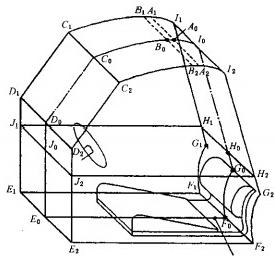 B₁ A₁ I₁
C₁ A₀
B₀ I₀
C₀
B₂ A₂ I₂
C₂
D₁
J₁ D₀ H₁
G₁
J₀ H₀
D₂ G₀
J₂ H₂
E₁ F₁ G₂
E₀ F₀
E₂ F₂